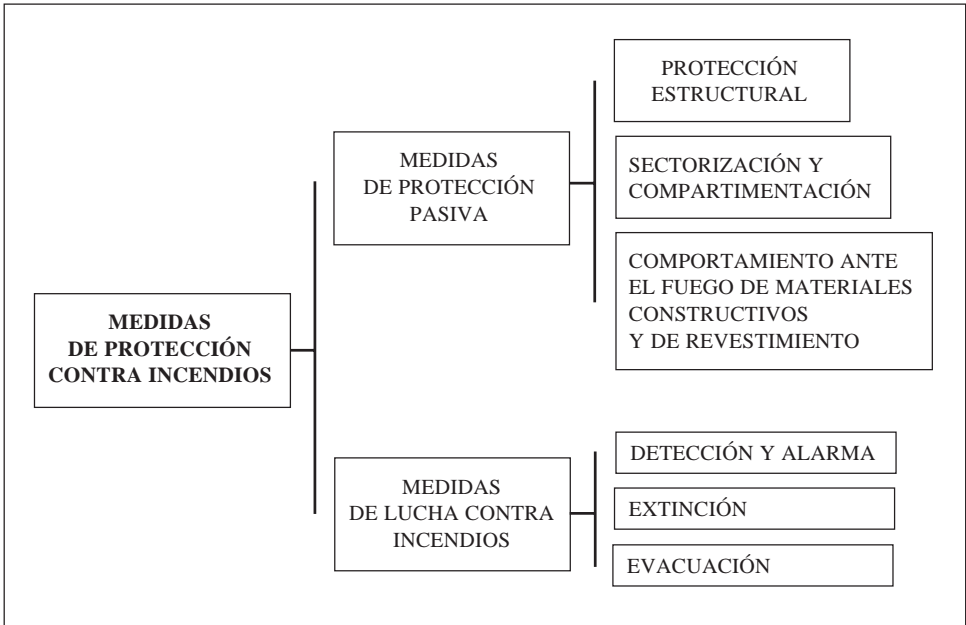 MEDIDAS
DE PROTECCIÓN
CONTRA INCENDIOS
MEDIDAS
DE PROTECCIÓN
PASIVA
PROTECCIÓN
ESTRUCTURAL
SECTORIZACIÓN Y
COMPARTIMENTACIÓN
COMPORTAMIENTO ANTE
EL FUEGO DE MATERIALES
CONSTRUCTIVOS
Y DE REVESTIMIENTO
MEDIDAS
DE LUCHA CONTRA
INCENDIOS
DETECCIÓN Y ALARMA
EXTINCIÓN
EVACUACIÓN